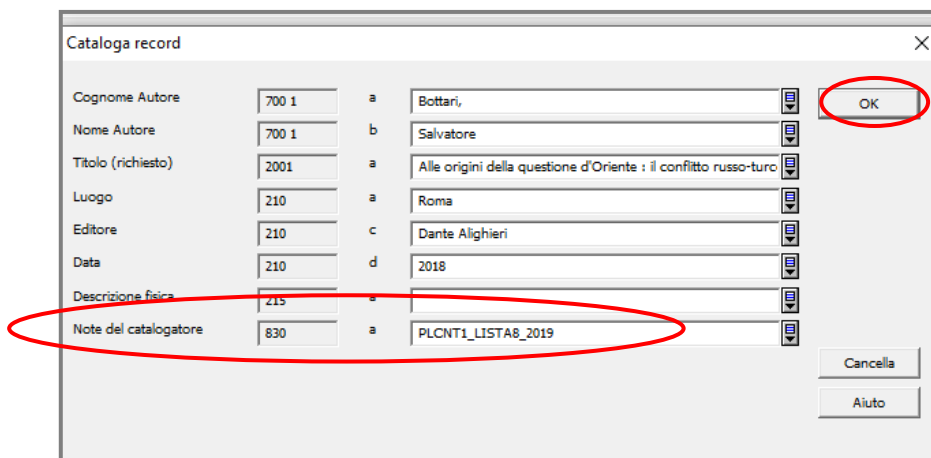 Cataloga record
Cognome Autore 700 1 a Bottari, OK
Nome Autore 700 1 b Salvatore
Titolo (richiesto) 2001 a Alle origini della questione d'Oriente : il conflitto russo-turco
Luogo 210 a Roma
Editore 210 c Dante Alighieri
Data 210 d 2018
Descrizione fisica 215 a
Note del catalogatore 830 a PLCNT1_LISTA8_2019
Cancella
Aiuto